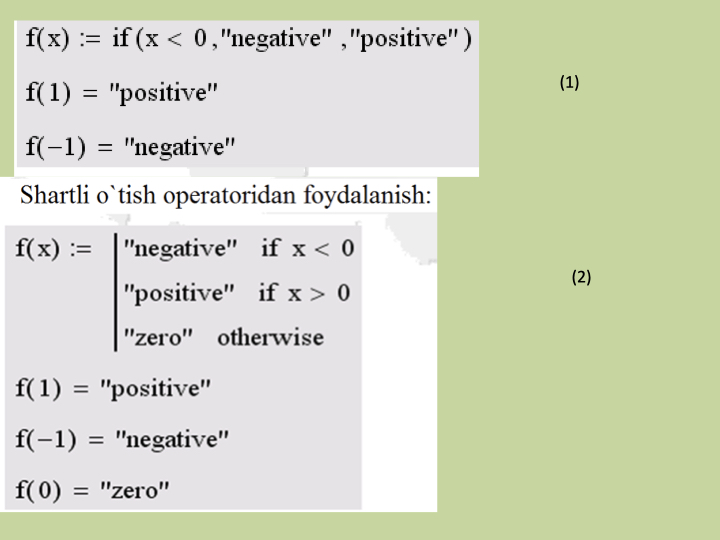 f(x) := if(x < 0 ,"negative" ,"positive" )
f(1) = "positive"
(1)
f(−1) = "negative"
Shartli o`tish operatoridan foydalanish:
f(x) := "negative" if x < 0
"positive" if x > 0
(2)
"zero" otherwise
f(1) = "positive"
f(−1) = "negative"
f(0) = "zero"